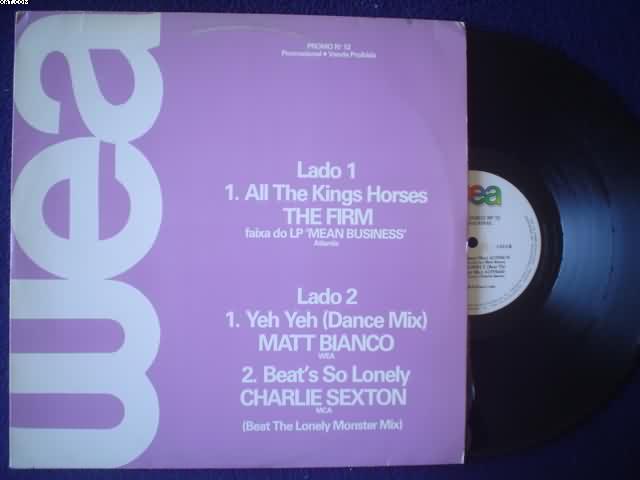 wea
PROMO Nº 12
Promocional • Venda Proibida
Lado 1
1. All The Kings Horses
THE FIRM
faixa do LP 'MEAN BUSINESS'
Atlantic
Lado 2
1. Yeh Yeh (Dance Mix)
MATT BIANCO
WEA
2. Beat's So Lonely
CHARLIE SEXTON
MCA
(Beat The Lonely Monster Mix)
wea